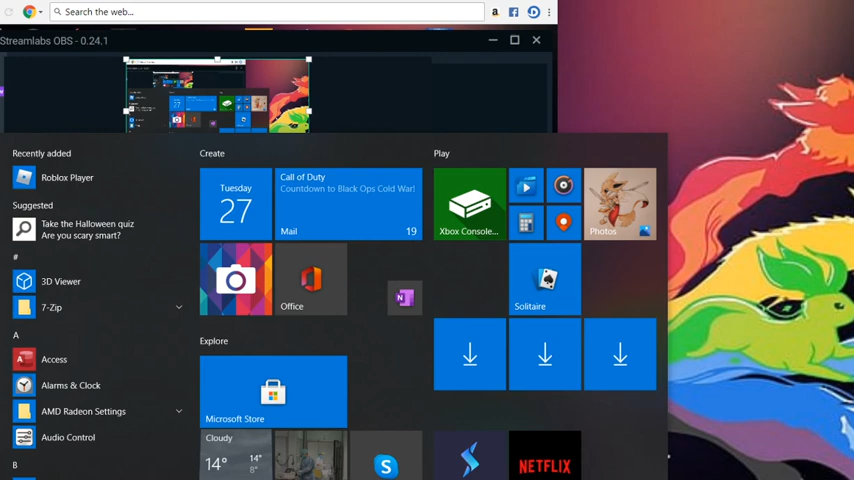 Search the web...
Streamlabs OBS - 0.24.1
Recently added
Roblox Player
Suggested
Take the Halloween quiz
Are you scary smart?
#
3D Viewer
7-Zip
A
Access
Alarms & Clock
AMD Radeon Settings
Audio Control
B
Create
Tuesday
27
Call of Duty
Countdown to Black Ops Cold War!
Mail
19
Office
Explore
Microsoft Store
Cloudy
14°
14°
8°
Play
Xbox Console...
Photos
Solitaire
NETFLIX